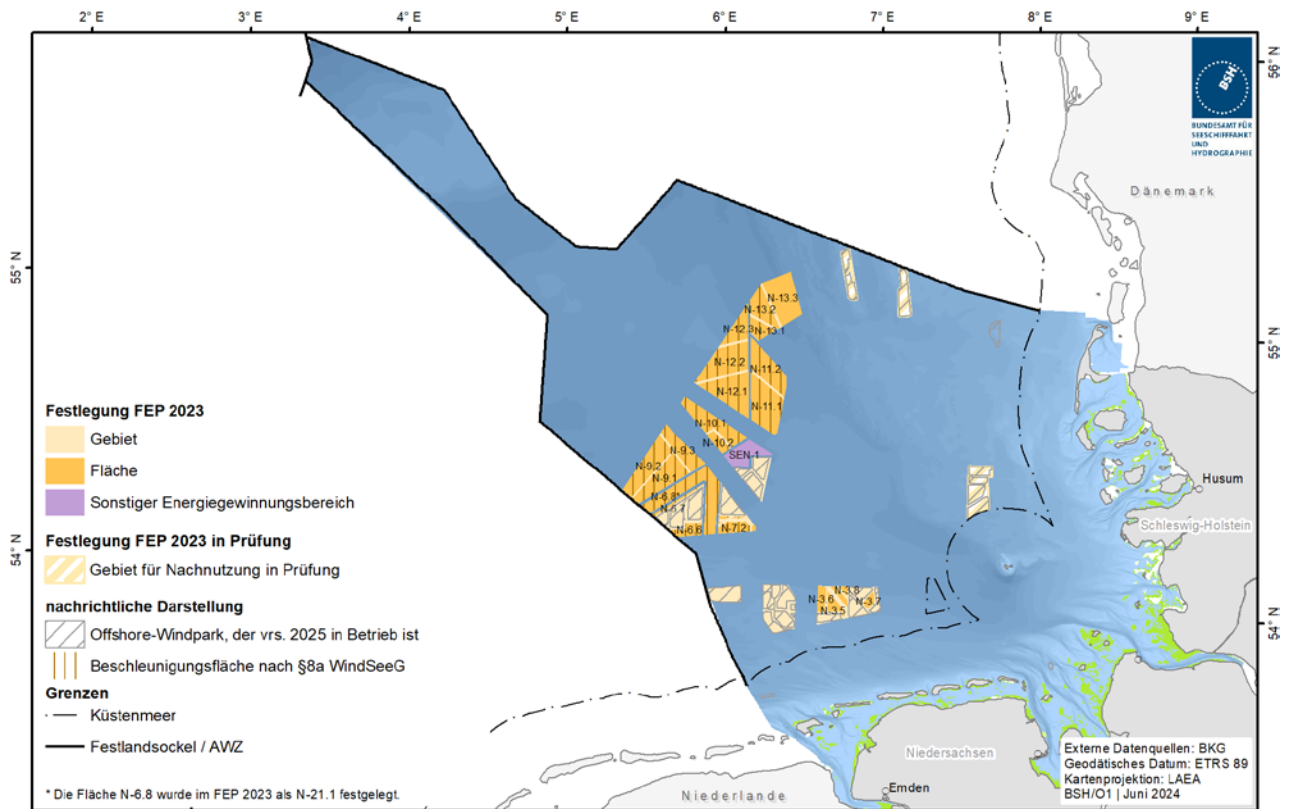 2° E 3° E 4° E 5° E 6° E 7° E 8° E 9° E
56° N
BSH
BUNDESAMT FÜR
SEESCHIFFFAHRT
UND
HYDROGRAPHIE
Dänemark
55° N
55° N
N-13.3
N-13.2
N-13.1
N-12.3
N-12.2
N-11.2
N-12.1
N-11.1
N-10.1
N-10.2
SEN-1
N-9.3
N-9.2
N-9.1
N-6.8*
N-6.7
N-6.6
N-7.2
Husum
Schleswig-Holstein
54° N
54° N
N-3.8
N-3.6
N-3.7
N-3.5
Festlegung FEP 2023
Gebiet
Fläche
Sonstiger Energiegewinnungsbereich
Festlegung FEP 2023 in Prüfung
Gebiet für Nachnutzung in Prüfung
nachrichtliche Darstellung
Offshore-Windpark, der vrs. 2025 in Betrieb ist
Beschleunigungsfläche nach §8a WindSeeG
Grenzen
Küstenmeer
Festlandsockel / AWZ
* Die Fläche N-6.8 wurde im FEP 2023 als N-21.1 festgelegt.
Niedersachsen
Emden
Niederlande
Externe Datenquellen: BKG
Geodätisches Datum: ETRS 89
Kartenprojektion: LAEA
BSH/O1 | Juni 2024